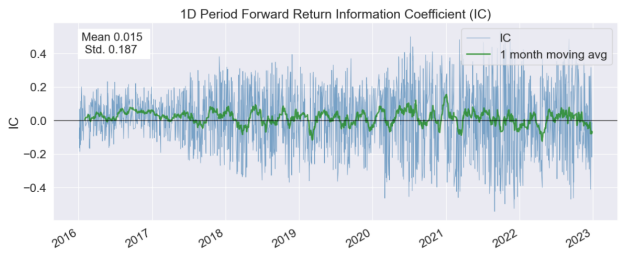 1D Period Forward Return Information Coefficient (IC)
Mean 0.015
Std. 0.187
IC
1 month moving avg
IC
0.4
0.2
0.0
−0.2
−0.4
2016
2017
2018
2019
2020
2021
2022
2023